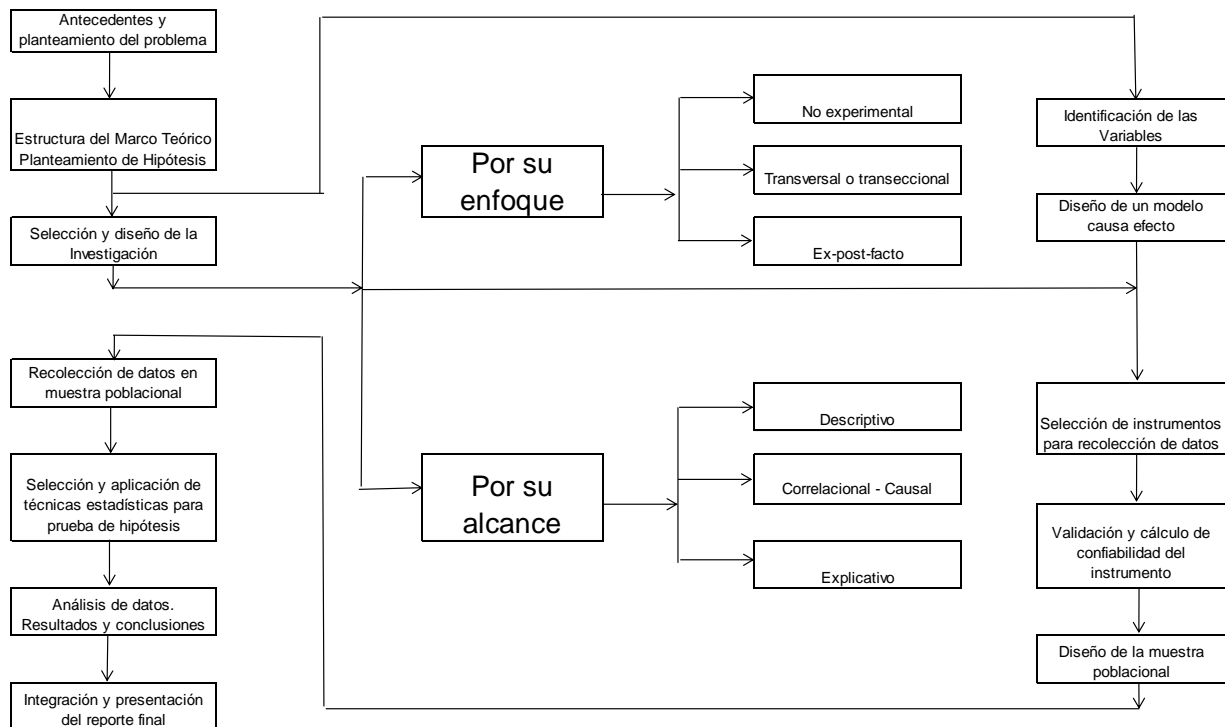 Antecedentes y
planteamiento del problema
Estructura del Marco Teórico
Planteamiento de Hipótesis
Selección y diseño de la
Investigación
Recolección de datos en
muestra poblacional
Selección y aplicación de
técnicas estadísticas para
prueba de hipótesis
Análisis de datos.
Resultados y conclusiones
Integración y presentación
del reporte final
Por su
enfoque
No experimental
Transversal o transeccional
Ex-post-facto
Por su
alcance
Descriptivo
Correlacional - Causal
Explicativo
Identificación de las
Variables
Diseño de un modelo
causa efecto
Selección de instrumentos
para recolección de datos
Validación y cálculo de
confiabilidad del
instrumento
Diseño de la muestra
poblacional